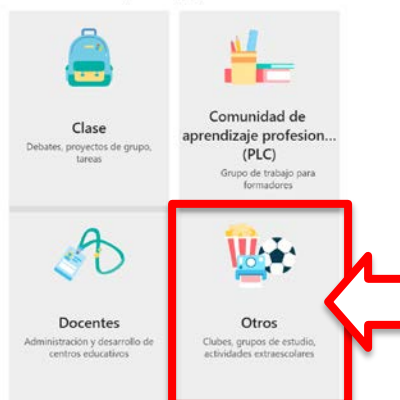 Clase
Debates, proyectos de grupo,
tareas
Comunidad de
aprendizaje profesion...
(PLC)
Grupo de trabajo para
formadores
Docentes
Administración y desarrollo de
centros educativos
Otros
Clubes, grupos de estudio,
actividades extraescolares